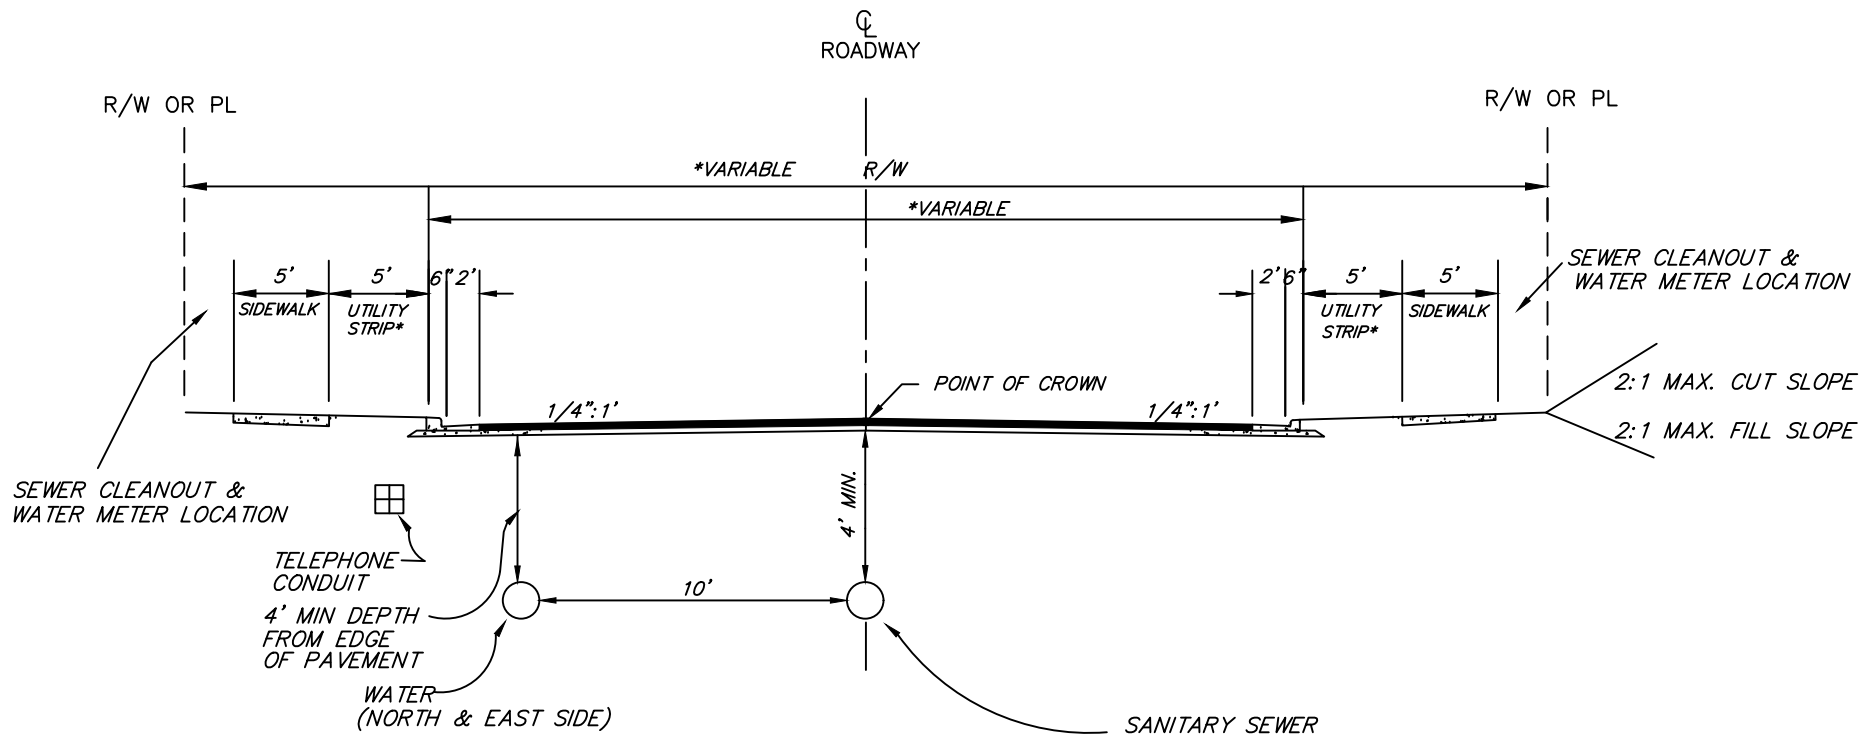 ℄
ROADWAY
R/W OR PL
R/W OR PL
*VARIABLE R/W
*VARIABLE
5'
5'
6"
2'
2'
6"
5'
5'
SIDEWALK
UTILITY
STRIP*
UTILITY
STRIP*
SIDEWALK
SEWER CLEANOUT &
WATER METER LOCATION
POINT OF CROWN
1/4":1'
1/4":1'
2:1 MAX. CUT SLOPE
2:1 MAX. FILL SLOPE
SEWER CLEANOUT &
WATER METER LOCATION
4' MIN.
TELEPHONE
CONDUIT
10'
4' MIN DEPTH
FROM EDGE
OF PAVEMENT
WATER
(NORTH & EAST SIDE)
SANITARY SEWER